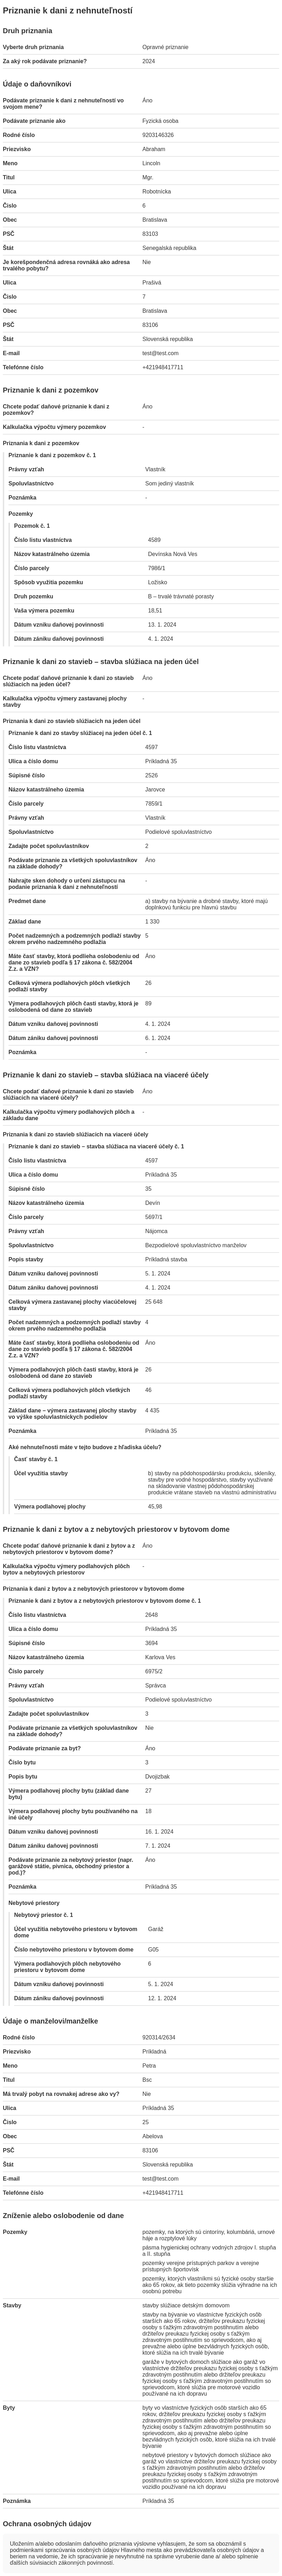 Priznanie k dani z nehnuteľností
Druh priznania
Vyberte druh priznania Opravné priznanie
Za aký rok podávate priznanie? 2024
Údaje o daňovníkovi
Podávate priznanie k dani z nehnuteľností vo Áno
svojom mene?
Podávate priznanie ako Fyzická osoba
Rodné číslo 9203146326
Priezvisko Abraham
Meno Lincoln
Titul Mgr.
Ulica Robotnícka
Číslo 6
Obec Bratislava
PSČ 83103
Štát Senegalská republika
Je korešpondenčná adresa rovnáká ako adresa Nie
trvalého pobytu?
Ulica Prašivá
Číslo 7
Obec Bratislava
PSČ 83106
Štát Slovenská republika
E-mail test@test.com
Telefónne číslo +421948417711
Priznanie k dani z pozemkov
Chcete podať daňové priznanie k dani z Áno
pozemkov?
Kalkulačka výpočtu výmery pozemkov -
Priznania k dani z pozemkov
Priznanie k dani z pozemkov č. 1
Právny vzťah Vlastník
Spoluvlastníctvo Som jediný vlastník
Poznámka -
Pozemky
Pozemok č. 1
Číslo listu vlastníctva 4589
Názov katastrálneho územia Devínska Nová Ves
Číslo parcely 7986/1
Spôsob využitia pozemku Ložisko
Druh pozemku B – trvalé trávnaté porasty
Vaša výmera pozemku 18,51
Dátum vzniku daňovej povinnosti 13. 1. 2024
Dátum zániku daňovej povinnosti 4. 1. 2024
Priznanie k dani zo stavieb – stavba slúžiaca na jeden účel
Chcete podať daňové priznanie k dani zo stavieb Áno
slúžiacich na jeden účel?
Kalkulačka výpočtu výmery zastavanej plochy -
stavby
Priznania k dani zo stavieb slúžiacich na jeden účel
Priznanie k dani zo stavby slúžiacej na jeden účel č. 1
Číslo listu vlastníctva 4597
Ulica a číslo domu Príkladná 35
Súpisné číslo 2526
Názov katastrálneho územia Jarovce
Číslo parcely 7859/1
Právny vzťah Vlastník
Spoluvlastníctvo Podielové spoluvlastníctvo
Zadajte počet spoluvlastníkov 2
Podávate priznanie za všetkých spoluvlastníkov Áno
na základe dohody?
Nahrajte sken dohody o určení zástupcu na -
podanie priznania k dani z nehnuteľností
Predmet dane a) stavby na bývanie a drobné stavby, ktoré majú
doplnkovú funkciu pre hlavnú stavbu
Základ dane 1 330
Počet nadzemných a podzemných podlaží stavby 5
okrem prvého nadzemného podlažia
Máte časť stavby, ktorá podlieha oslobodeniu od Áno
dane zo stavieb podľa § 17 zákona č. 582/2004
Z.z. a VZN?
Celková výmera podlahových plôch všetkých 26
podlaží stavby
Výmera podlahových plôch časti stavby, ktorá je 89
oslobodená od dane zo stavieb
Dátum vzniku daňovej povinnosti 4. 1. 2024
Dátum zániku daňovej povinnosti 6. 1. 2024
Poznámka -
Priznanie k dani zo stavieb – stavba slúžiaca na viaceré účely
Chcete podať daňové priznanie k dani zo stavieb Áno
slúžiacich na viaceré účely?
Kalkulačka výpočtu výmery podlahových plôch a -
základu dane
Priznania k dani zo stavieb slúžiacich na viaceré účely
Priznanie k dani zo stavieb – stavba slúžiaca na viaceré účely č. 1
Číslo listu vlastníctva 4597
Ulica a číslo domu Príkladná 35
Súpisné číslo 35
Názov katastrálneho územia Devín
Číslo parcely 5697/1
Právny vzťah Nájomca
Spoluvlastníctvo Bezpodielové spoluvlastníctvo manželov
Popis stavby Príkladná stavba
Dátum vzniku daňovej povinnosti 5. 1. 2024
Dátum zániku daňovej povinnosti 4. 1. 2024
Celková výmera zastavanej plochy viacúčelovej 25 648
stavby
Počet nadzemných a podzemných podlaží stavby 4
okrem prvého nadzemného podlažia
Máte časť stavby, ktorá podlieha oslobodeniu od Áno
dane zo stavieb podľa § 17 zákona č. 582/2004
Z.z. a VZN?
Výmera podlahových plôch časti stavby, ktorá je 26
oslobodená od dane zo stavieb
Celková výmera podlahových plôch všetkých 46
podlaží stavby
Základ dane – výmera zastavanej plochy stavby 4 435
vo výške spoluvlastníckych podielov
Poznámka Príkladná 35
Aké nehnuteľnosti máte v tejto budove z hľadiska účelu?
Časť stavby č. 1
Účel využitia stavby b) stavby na pôdohospodársku produkciu, skleníky,
stavby pre vodné hospodárstvo, stavby využívané
na skladovanie vlastnej pôdohospodárskej
produkcie vrátane stavieb na vlastnú administratívu
Výmera podlahovej plochy 45,98
Priznanie k dani z bytov a z nebytových priestorov v bytovom dome
Chcete podať daňové priznanie k dani z bytov a z Áno
nebytových priestorov v bytovom dome?
Kalkulačka výpočtu výmery podlahových plôch -
bytov a nebytových priestorov
Priznania k dani z bytov a z nebytových priestorov v bytovom dome
Priznanie k dani z bytov a z nebytových priestorov v bytovom dome č. 1
Číslo listu vlastníctva 2648
Ulica a číslo domu Príkladná 35
Súpisné číslo 3694
Názov katastrálneho územia Karlova Ves
Číslo parcely 6975/2
Právny vzťah Správca
Spoluvlastníctvo Podielové spoluvlastníctvo
Zadajte počet spoluvlastníkov 3
Podávate priznanie za všetkých spoluvlastníkov Nie
na základe dohody?
Podávate priznanie za byt? Áno
Číslo bytu 3
Popis bytu Dvojizbak
Výmera podlahovej plochy bytu (základ dane 27
bytu)
Výmera podlahovej plochy bytu používaného na 18
iné účely
Dátum vzniku daňovej povinnosti 16. 1. 2024
Dátum zániku daňovej povinnosti 7. 1. 2024
Podávate priznanie za nebytový priestor (napr. Áno
garážové státie, pivnica, obchodný priestor a
pod.)?
Poznámka Príkladná 35
Nebytové priestory
Nebytový priestor č. 1
Účel využitia nebytového priestoru v bytovom Garáž
dome
Číslo nebytového priestoru v bytovom dome G05
Výmera podlahových plôch nebytového 6
priestoru v bytovom dome
Dátum vzniku daňovej povinnosti 5. 1. 2024
Dátum zániku daňovej povinnosti 12. 1. 2024
Údaje o manželovi/manželke
Rodné číslo 920314/2634
Priezvisko Príkladná
Meno Petra
Titul Bsc
Má trvalý pobyt na rovnakej adrese ako vy? Nie
Ulica Príkladná 35
Číslo 25
Obec Abelova
PSČ 83106
Štát Slovenská republika
E-mail test@test.com
Telefónne číslo +421948417711
Zníženie alebo oslobodenie od dane
Pozemky pozemky, na ktorých sú cintoríny, kolumbáriá, urnové
háje a rozptylové lúky
pásma hygienickej ochrany vodných zdrojov I. stupňa
a II. stupňa
pozemky verejne prístupných parkov a verejne
prístupných športovísk
pozemky, ktorých vlastníkmi sú fyzické osoby staršie
ako 65 rokov, ak tieto pozemky slúžia výhradne na ich
osobnú potrebu
Stavby stavby slúžiace detským domovom
stavby na bývanie vo vlastníctve fyzických osôb
starších ako 65 rokov, držiteľov preukazu fyzickej
osoby s ťažkým zdravotným postihnutím alebo
držiteľov preukazu fyzickej osoby s ťažkým
zdravotným postihnutím so sprievodcom, ako aj
prevažne alebo úplne bezvládnych fyzických osôb,
ktoré slúžia na ich trvalé bývanie
garáže v bytových domoch slúžiace ako garáž vo
vlastníctve držiteľov preukazu fyzickej osoby s ťažkým
zdravotným postihnutím alebo držiteľov preukazu
fyzickej osoby s ťažkým zdravotným postihnutím so
sprievodcom, ktoré slúžia pre motorové vozidlo
používané na ich dopravu
Byty byty vo vlastníctve fyzických osôb starších ako 65
rokov, držiteľov preukazu fyzickej osoby s ťažkým
zdravotným postihnutím alebo držiteľov preukazu
fyzickej osoby s ťažkým zdravotným postihnutím so
sprievodcom, ako aj prevažne alebo úplne
bezvládnych fyzických osôb, ktoré slúžia na ich trvalé
bývanie
nebytové priestory v bytových domoch slúžiace ako
garáž vo vlastníctve držiteľov preukazu fyzickej osoby
s ťažkým zdravotným postihnutím alebo držiteľov
preukazu fyzickej osoby s ťažkým zdravotným
postihnutím so sprievodcom, ktoré slúžia pre motorové
vozidlo používané na ich dopravu
Poznámka Príkladná 35
Ochrana osobných údajov
Uložením a/alebo odoslaním daňového priznania výslovne vyhlasujem, že som sa oboznámil s
podmienkami spracúvania osobných údajov Hlavného mesta ako prevádzkovateľa osobných údajov a
beriem na vedomie, že ich spracúvanie je nevyhnutné na správne vyrubenie dane a/ alebo splnenie
ďalších súvisiacich zákonných povinností.